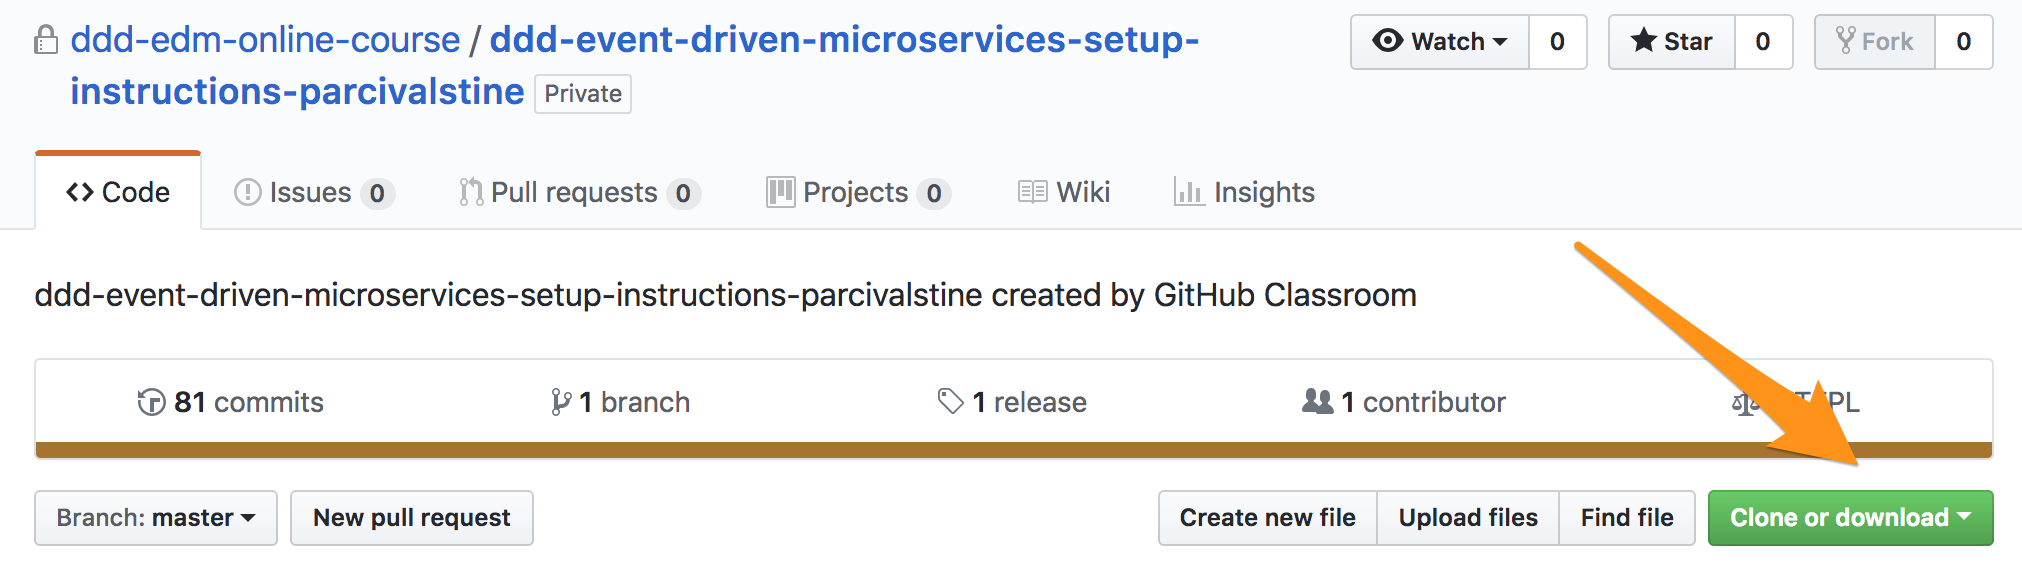 ddd-edm-online-course / ddd-event-driven-microservices-setup-
instructions-parcivalstine Private
Watch 0 Star 0 Fork 0
Code Issues 0 Pull requests 0 Projects 0 Wiki Insights
ddd-event-driven-microservices-setup-instructions-parcivalstine created by GitHub Classroom
81 commits 1 branch 1 release 1 contributor
Branch: master New pull request Create new file Upload files Find file Clone or download